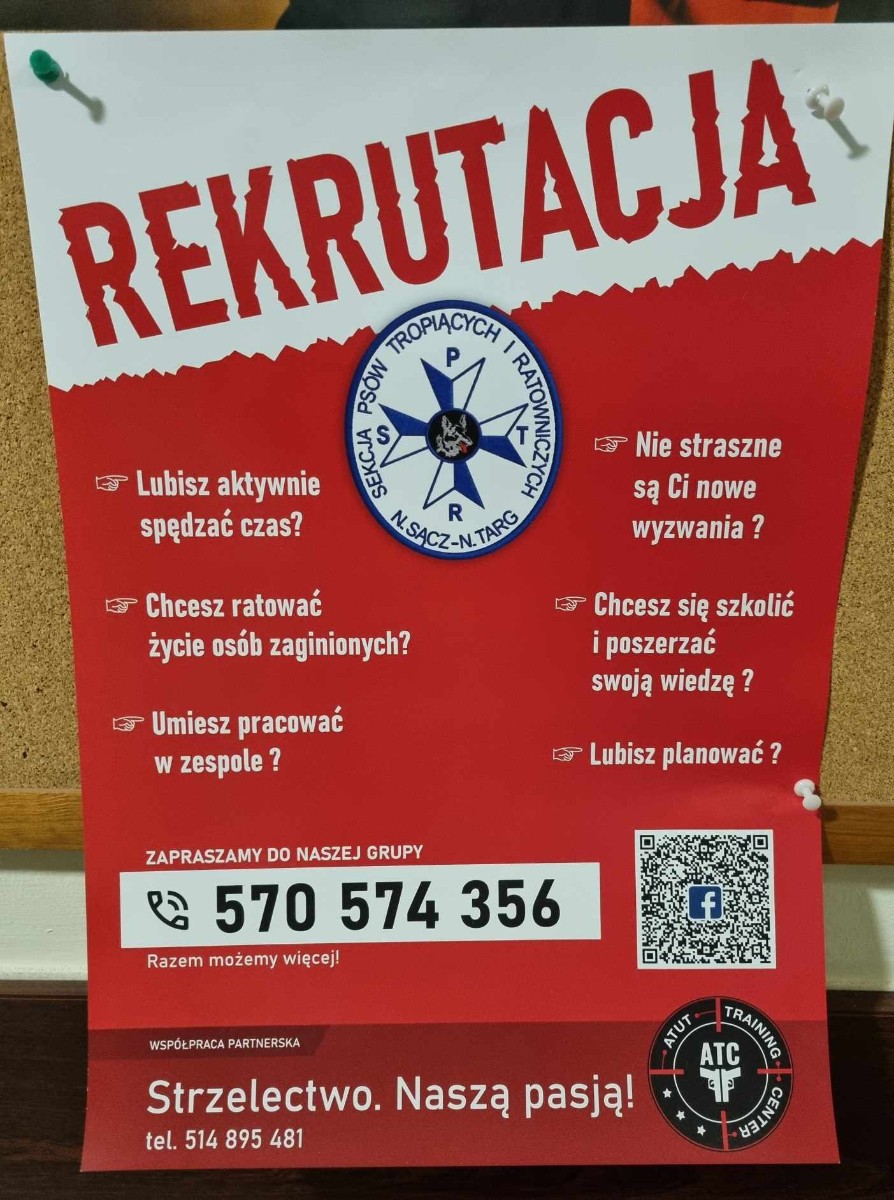 REKRUTACJA
SEKCJA PSÓW TROPIĄCYCH I RATOWNICZYCH
N.SĄCZ-N.TARG
P
S T
R
Lubisz aktywnie
spędzać czas?
Chcesz ratować
życie osób zaginionych?
Umiesz pracować
w zespole ?
Nie straszne
są Ci nowe
wyzwania ?
Chcesz się szkolić
i poszerzać
swoją wiedzę ?
Lubisz planować ?
ZAPRASZAMY DO NASZEJ GRUPY
570 574 356
Razem możemy więcej!
f
WSPÓŁPRACA PARTNERSKA
Strzelectwo. Naszą pasją!
tel. 514 895 481
ATUT TRAINING CENTER
ATC